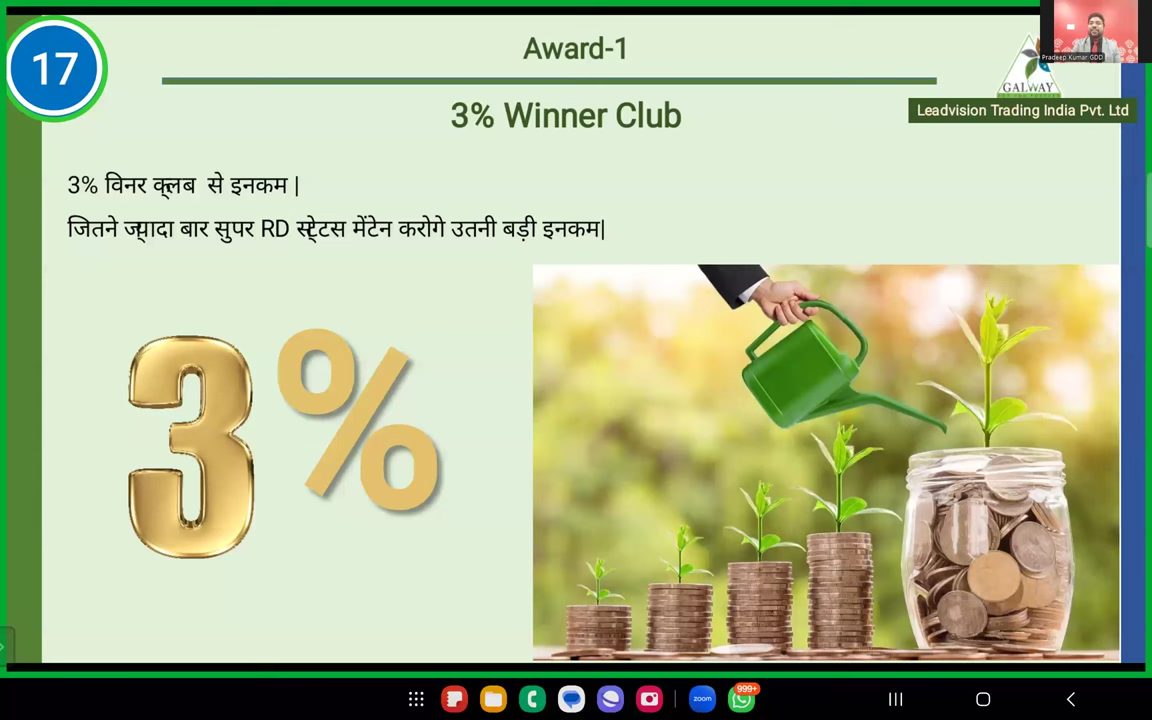 17
Award-1
3% Winner Club
Pradeep Kumar GDD
GALWAY
Leadvision Trading India Pvt. Ltd
3% विनर क्लब से इनकम |
जितने ज्यादा बार सुपर RD स्टेटस मेंटेन करोगे उतनी बड़ी इनकम|
3%
zoom
999+